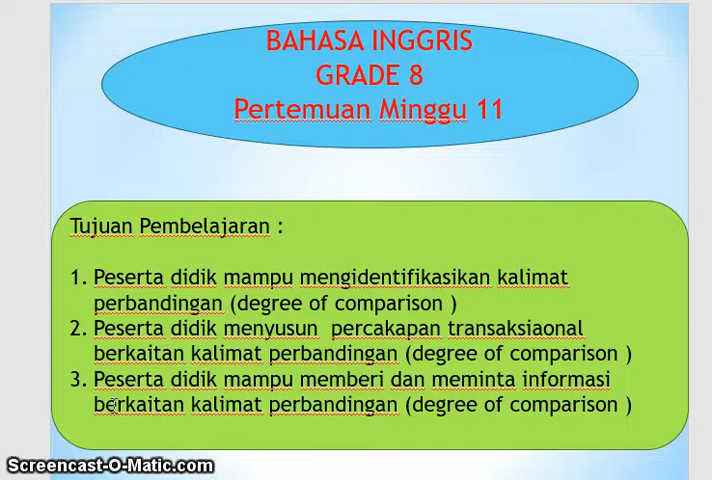 BAHASA INGGRIS
GRADE 8
Pertemuan Minggu 11
Tujuan Pembelajaran :
1. Peserta didik mampu mengidentifikasikan kalimat
perbandingan (degree of comparison )
2. Peserta didik menyusun percakapan transaksiaonal
berkaitan kalimat perbandingan (degree of comparison )
3. Peserta didik mampu memberi dan meminta informasi
berkaitan kalimat perbandingan (degree of comparison )
Screencast-O-Matic.com